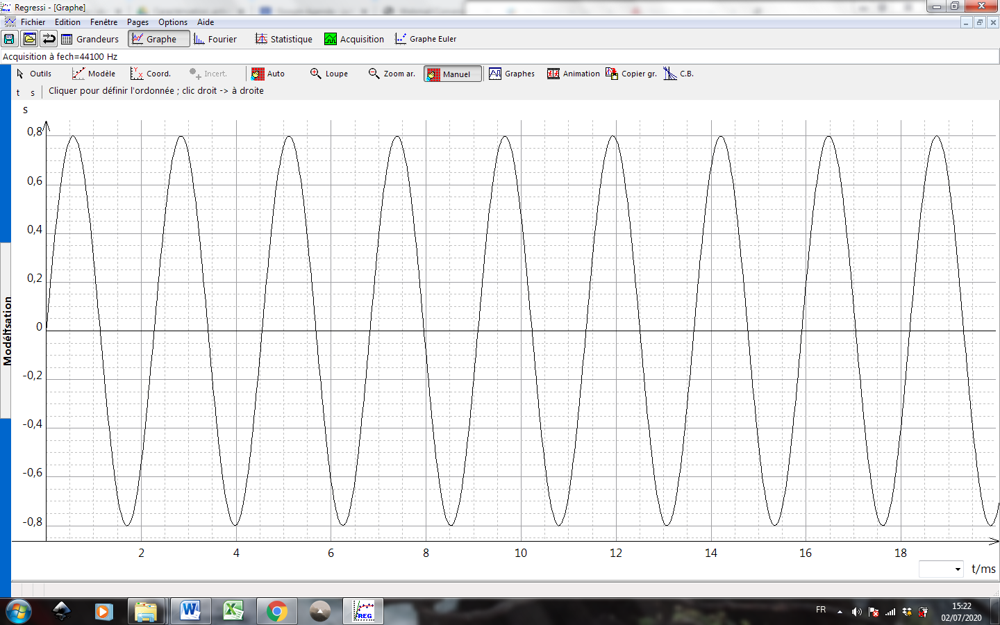 Regressi - [Graphe]
Fichier Edition Fenêtre Pages Options Aide
Grandeurs Graphe Fourier Statistique Acquisition Graphe Euler
Acquisition à fech=44100 Hz
Outils Modèle Coord. Incert. Auto Loupe Zoom ar. Manuel Graphes Animation Copier gr. C.B.
t s Cliquer pour définir l'ordonnée ; clic droit -> à droite
s
0,8
0,6
0,4
0,2
0
-0,2
-0,4
-0,6
-0,8
Modélisation
2 4 6 8 10 12 14 16 18
t/ms
REG
FR
15:22
02/07/2020